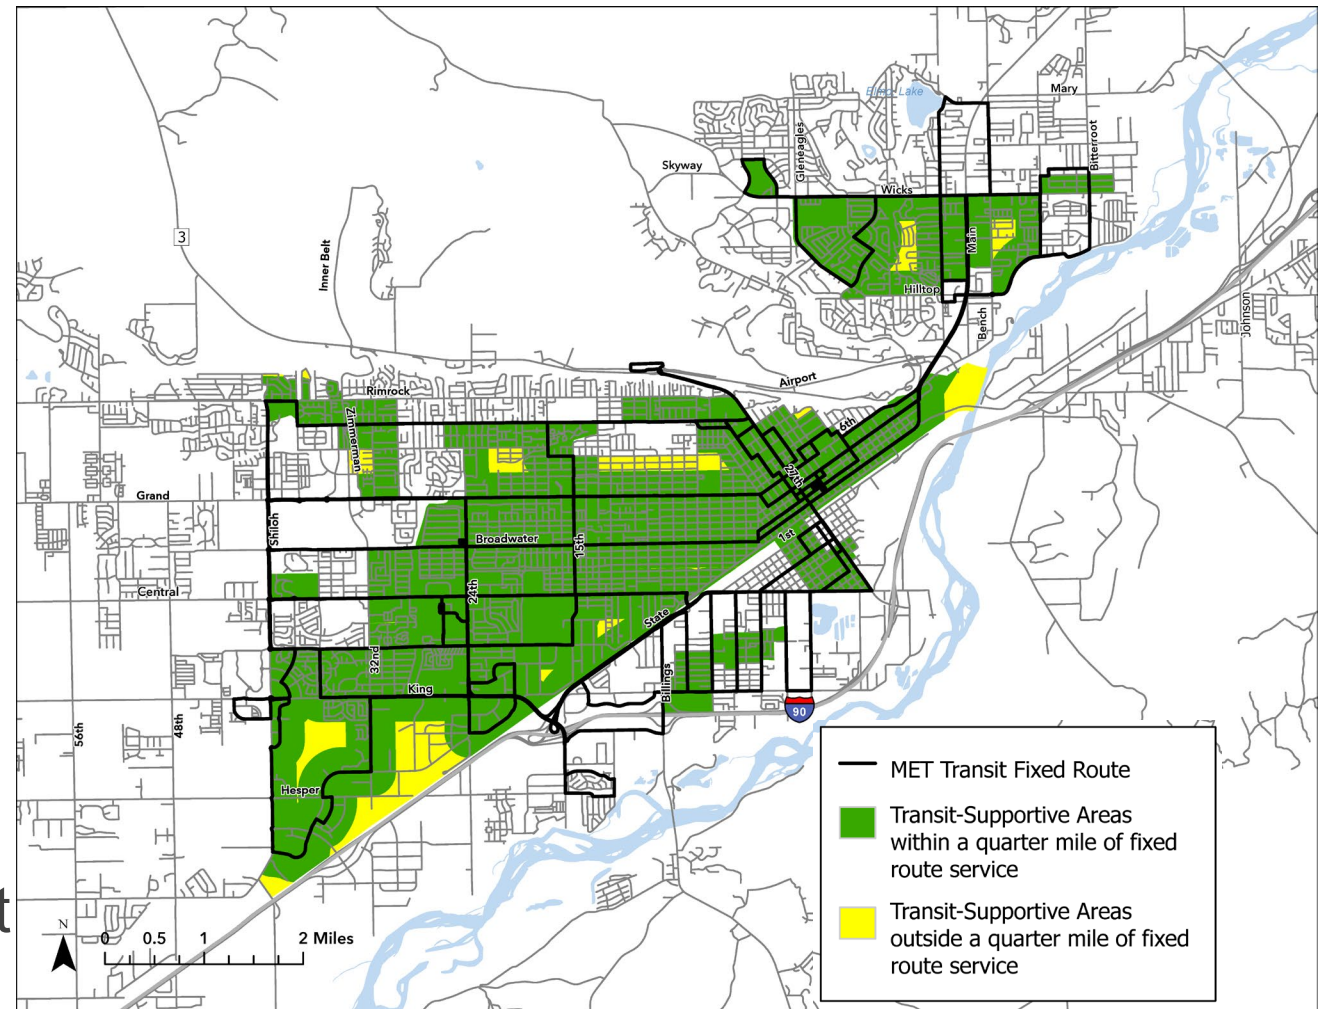 Mary
Elmo Lake
Gleneagles
Bitterroot
Skyway
Wicks
3
Main
Inner Belt
Hilltop
Bench
Johnson
Airport
Rimrock
Zimmerman
6th
27th
Grand
Shiloh
Broadwater
15th
1st
Central
24th
State
32nd
King
Billings
90
56th
48th
Hesper
t
N
0 0.5 1 2 Miles
MET Transit Fixed Route
Transit-Supportive Areas
within a quarter mile of fixed
route service
Transit-Supportive Areas
outside a quarter mile of fixed
route service